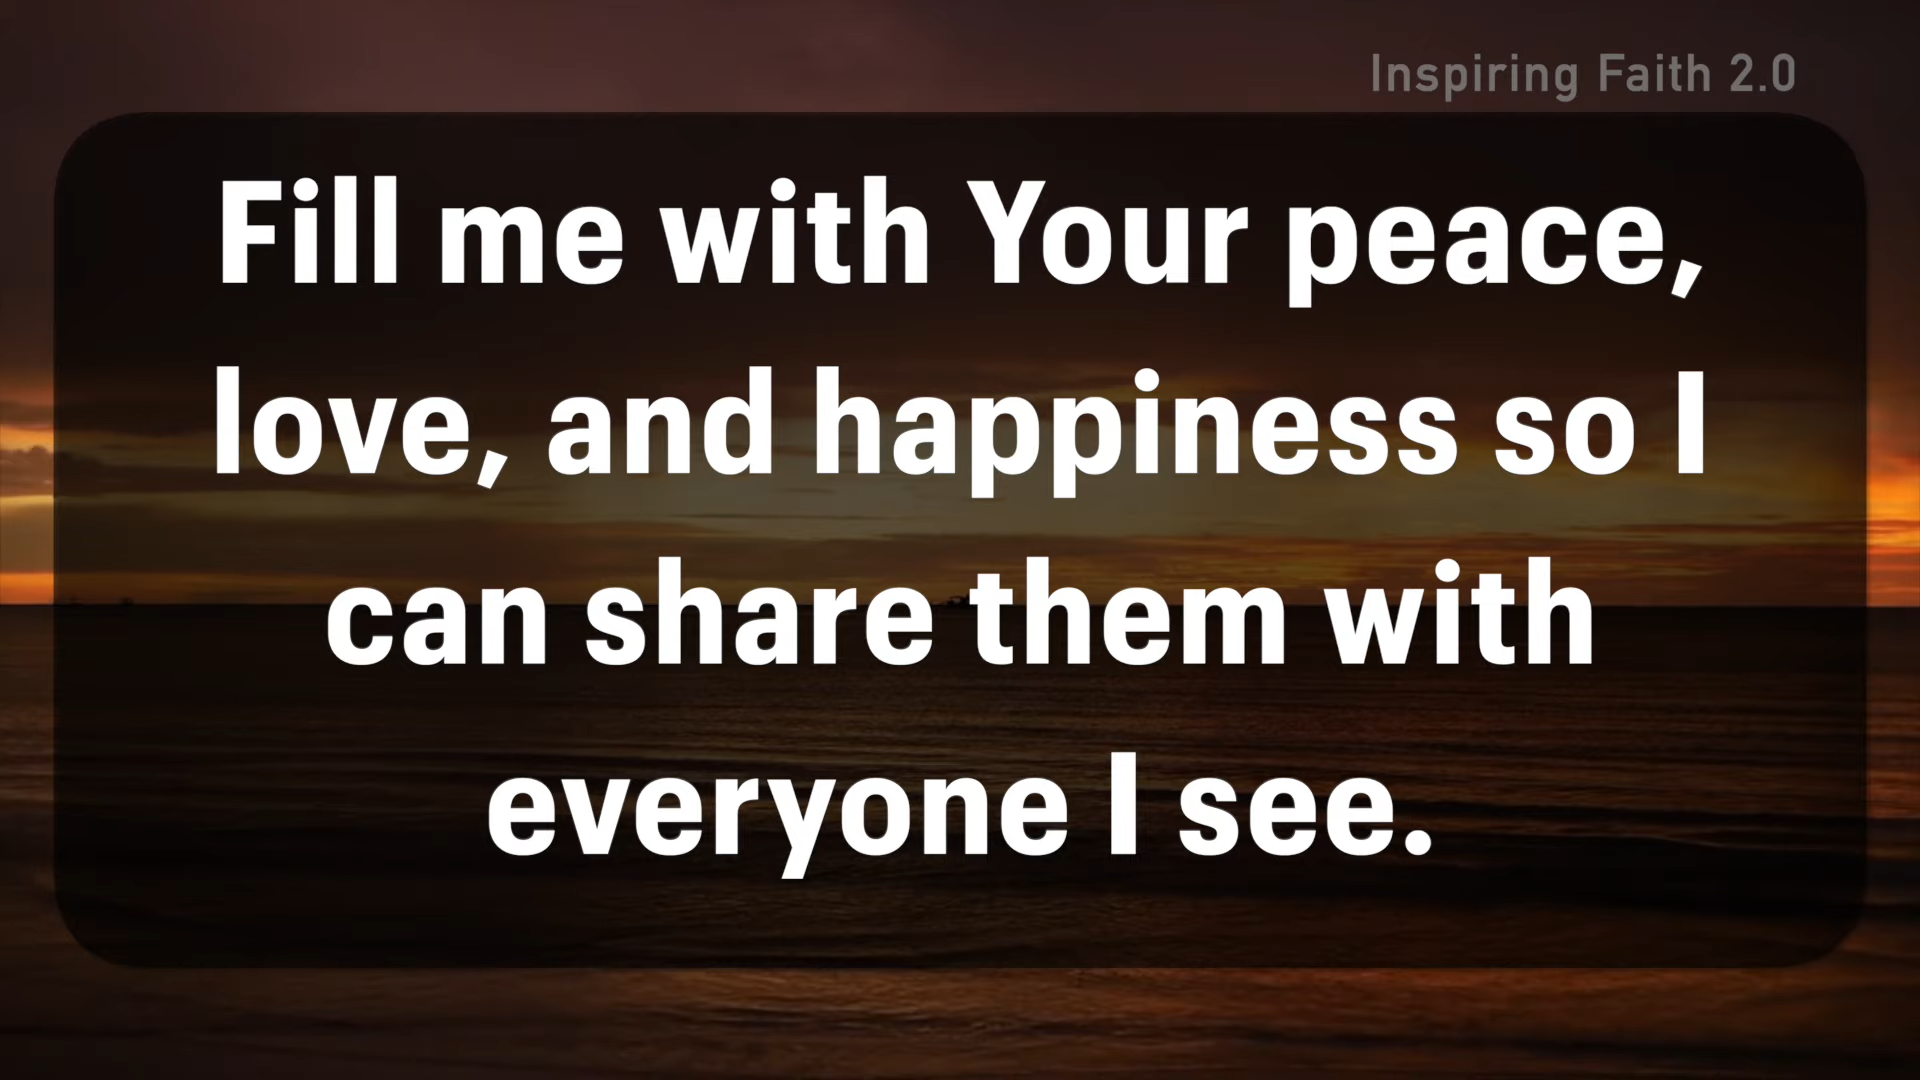 Inspiring Faith 2.0
Fill me with Your peace,
love, and happiness so I
can share them with
everyone I see.